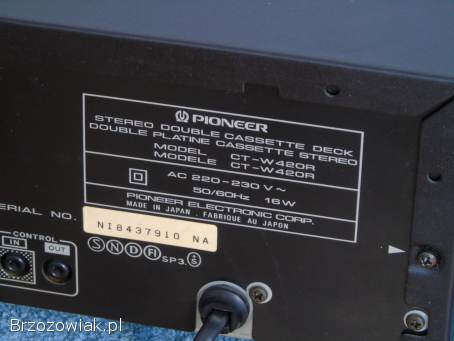 PIONEER
STEREO DOUBLE CASSETTE DECK
DOUBLE PLATINE CASSETTE STEREO
MODEL CT-W420R
MODELE CT-W420R
AC 220-230 V~
50/60Hz 16W
PIONEER ELECTRONIC CORP.
MADE IN JAPAN . FABRIQUE AU JAPON
ERIAL NO.
NI8437910 NA
CONTROL
IN
OUT
S N D FI SP3.
Brzozowiak.pl